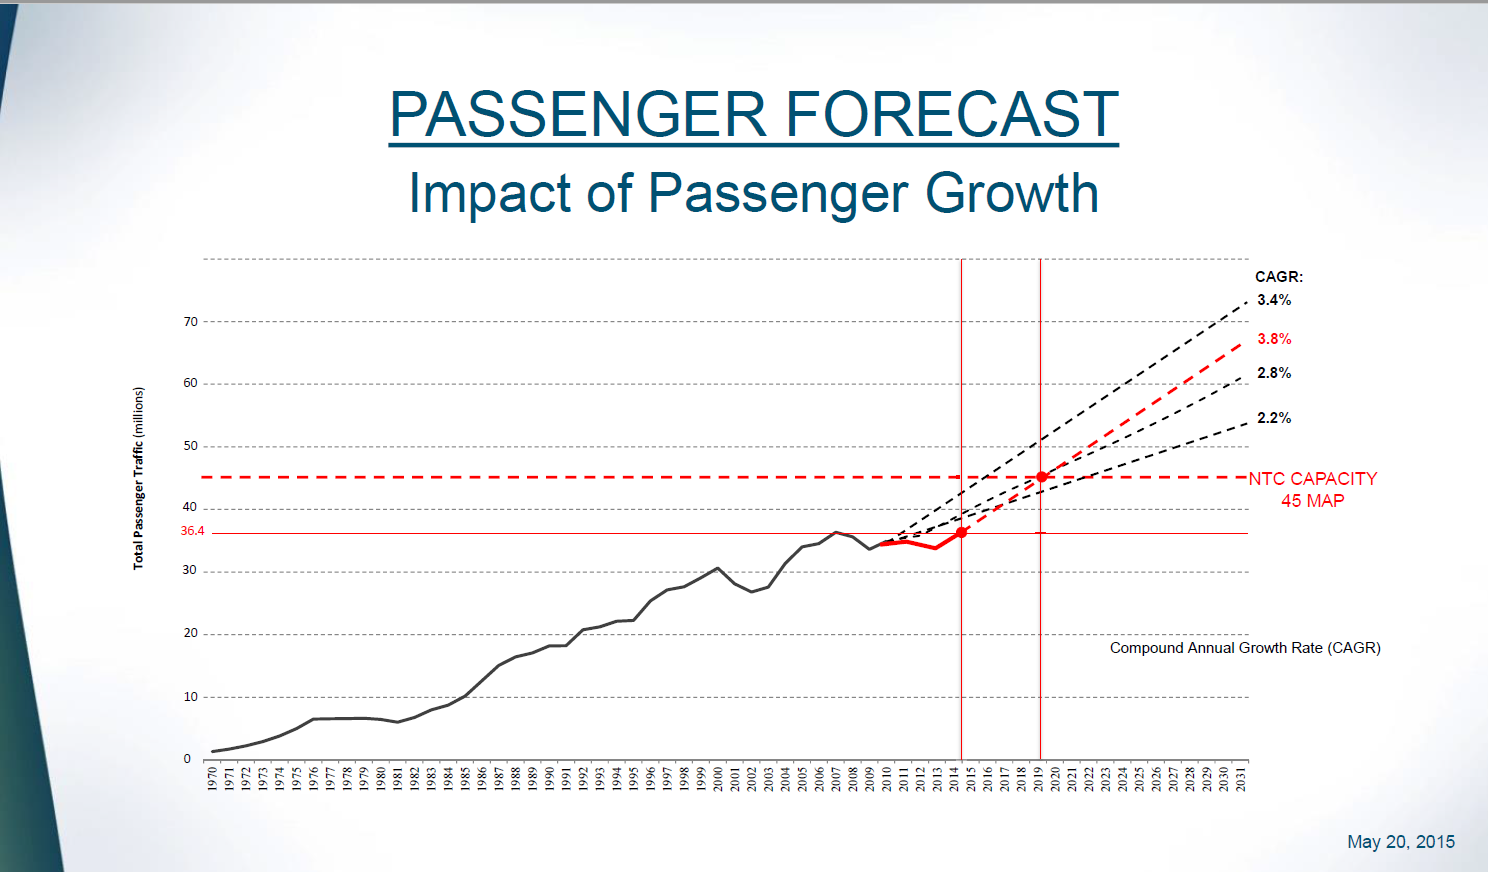 PASSENGER FORECAST
Impact of Passenger Growth
CAGR:
3.4%
3.8%
2.8%
2.2%
Total Passenger Traffic (millions)
70
60
50
40
36.4
30
20
10
0
NTC CAPACITY
45 MAP
Compound Annual Growth Rate (CAGR)
1970 1971 1972 1973 1974 1975 1976 1977 1978 1979 1980 1981 1982 1983 1984 1985 1986 1987 1988 1989 1990 1991 1992 1993 1994 1995 1996 1997 1998 1999 2000 2001 2002 2003 2004 2005 2006 2007 2008 2009 2010 2011 2012 2013 2014 2015 2016 2017 2018 2019 2020 2021 2022 2023 2024 2025 2026 2027 2028 2029 2030 2031
May 20, 2015